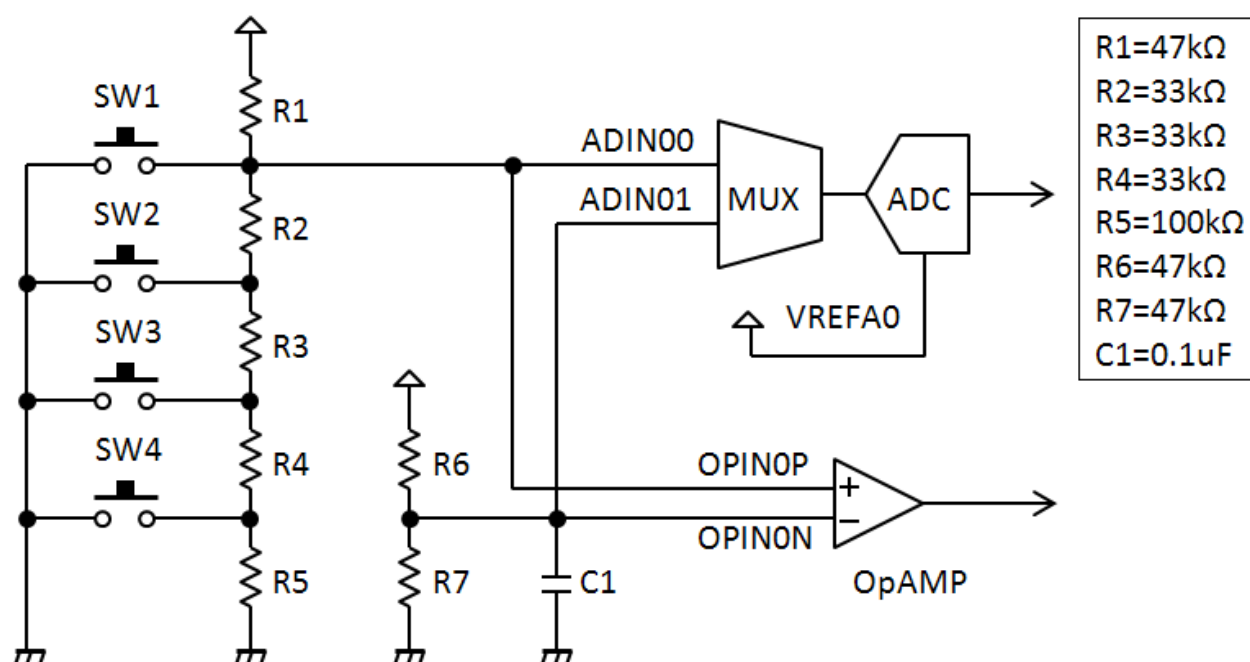 SW1
R1
SW2
R2
SW3
R3
SW4
R4
R5
R6
R7
C1
ADIN00
ADIN01
MUX
ADC
VREFA0
OPIN0P
+
−
OPIN0N
OpAMP
R1=47kΩ
R2=33kΩ
R3=33kΩ
R4=33kΩ
R5=100kΩ
R6=47kΩ
R7=47kΩ
C1=0.1uF